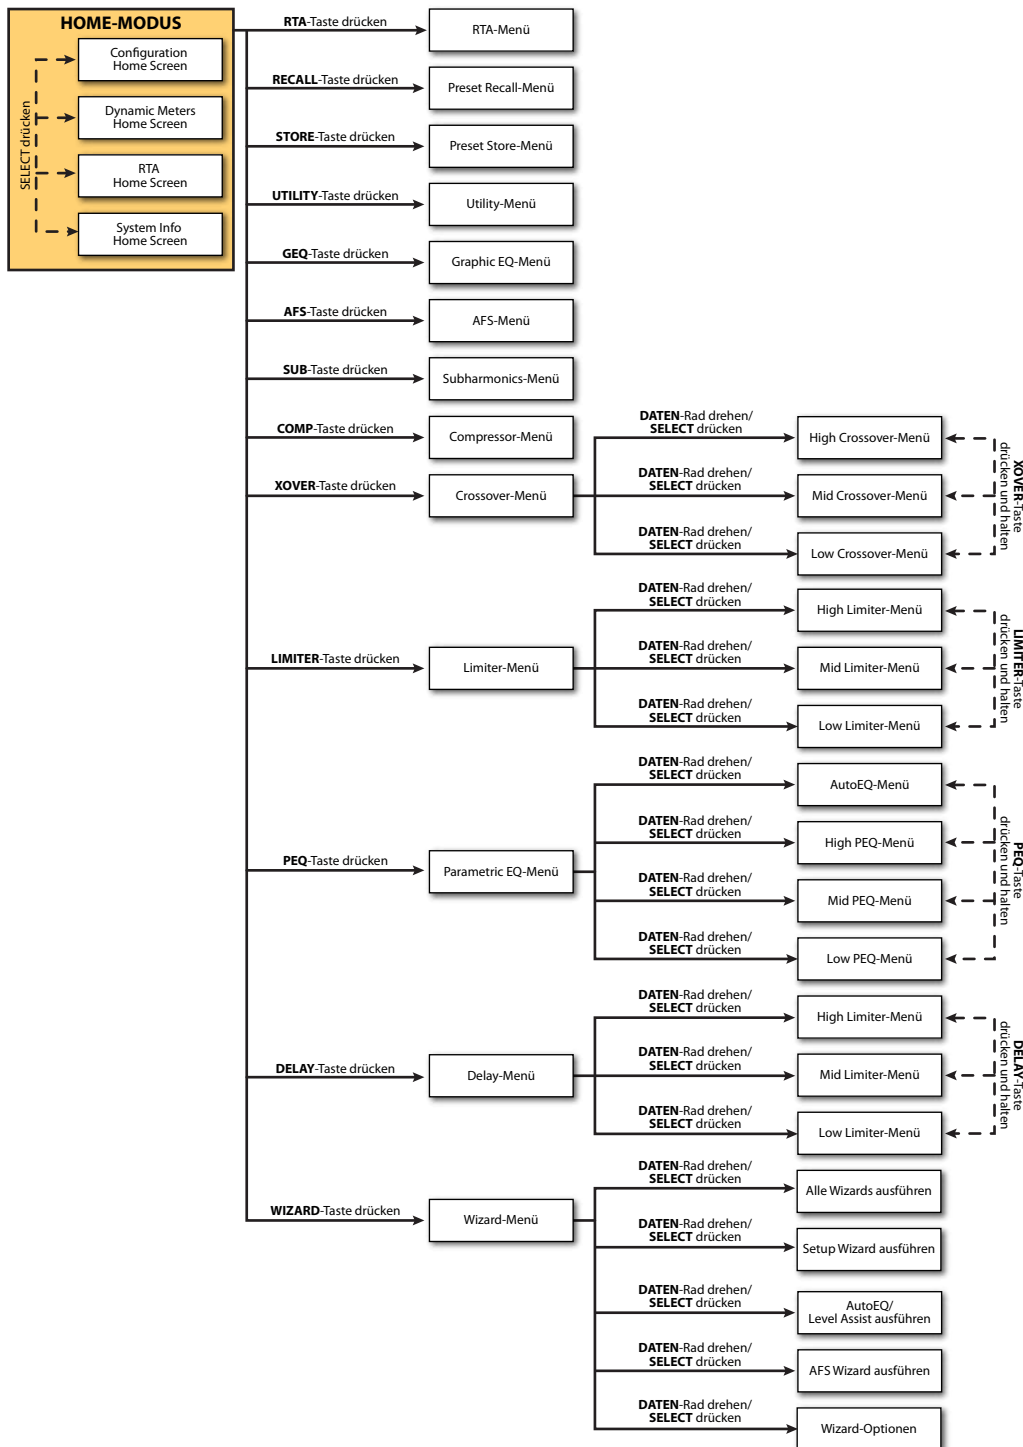 HOME-MODUS
SELECT drücken
Configuration
Home Screen
Dynamic Meters
Home Screen
RTA
Home Screen
System Info
Home Screen
RTA-Taste drücken
RTA-Menü
RECALL-Taste drücken
Preset Recall-Menü
STORE-Taste drücken
Preset Store-Menü
UTILITY-Taste drücken
Utility-Menü
GEQ-Taste drücken
Graphic EQ-Menü
AFS-Taste drücken
AFS-Menü
SUB-Taste drücken
Subharmonics-Menü
COMP-Taste drücken
Compressor-Menü
XOVER-Taste drücken
Crossover-Menü
DATEN-Rad drehen/
SELECT drücken
High Crossover-Menü
DATEN-Rad drehen/
SELECT drücken
Mid Crossover-Menü
DATEN-Rad drehen/
SELECT drücken
Low Crossover-Menü
XOVER-Taste
drücken und halten
LIMITER-Taste drücken
Limiter-Menü
DATEN-Rad drehen/
SELECT drücken
High Limiter-Menü
DATEN-Rad drehen/
SELECT drücken
Mid Limiter-Menü
DATEN-Rad drehen/
SELECT drücken
Low Limiter-Menü
LIMITER-Taste
drücken und halten
PEQ-Taste drücken
Parametric EQ-Menü
DATEN-Rad drehen/
SELECT drücken
AutoEQ-Menü
DATEN-Rad drehen/
SELECT drücken
High PEQ-Menü
DATEN-Rad drehen/
SELECT drücken
Mid PEQ-Menü
DATEN-Rad drehen/
SELECT drücken
Low PEQ-Menü
PEQ-Taste
drücken und halten
DELAY-Taste drücken
Delay-Menü
DATEN-Rad drehen/
SELECT drücken
High Limiter-Menü
DATEN-Rad drehen/
SELECT drücken
Mid Limiter-Menü
DATEN-Rad drehen/
SELECT drücken
Low Limiter-Menü
DELAY-Taste
drücken und halten
WIZARD-Taste drücken
Wizard-Menü
DATEN-Rad drehen/
SELECT drücken
Alle Wizards ausführen
DATEN-Rad drehen/
SELECT drücken
Setup Wizard ausführen
DATEN-Rad drehen/
SELECT drücken
AutoEQ/
Level Assist ausführen
DATEN-Rad drehen/
SELECT drücken
AFS Wizard ausführen
DATEN-Rad drehen/
SELECT drücken
Wizard-Optionen